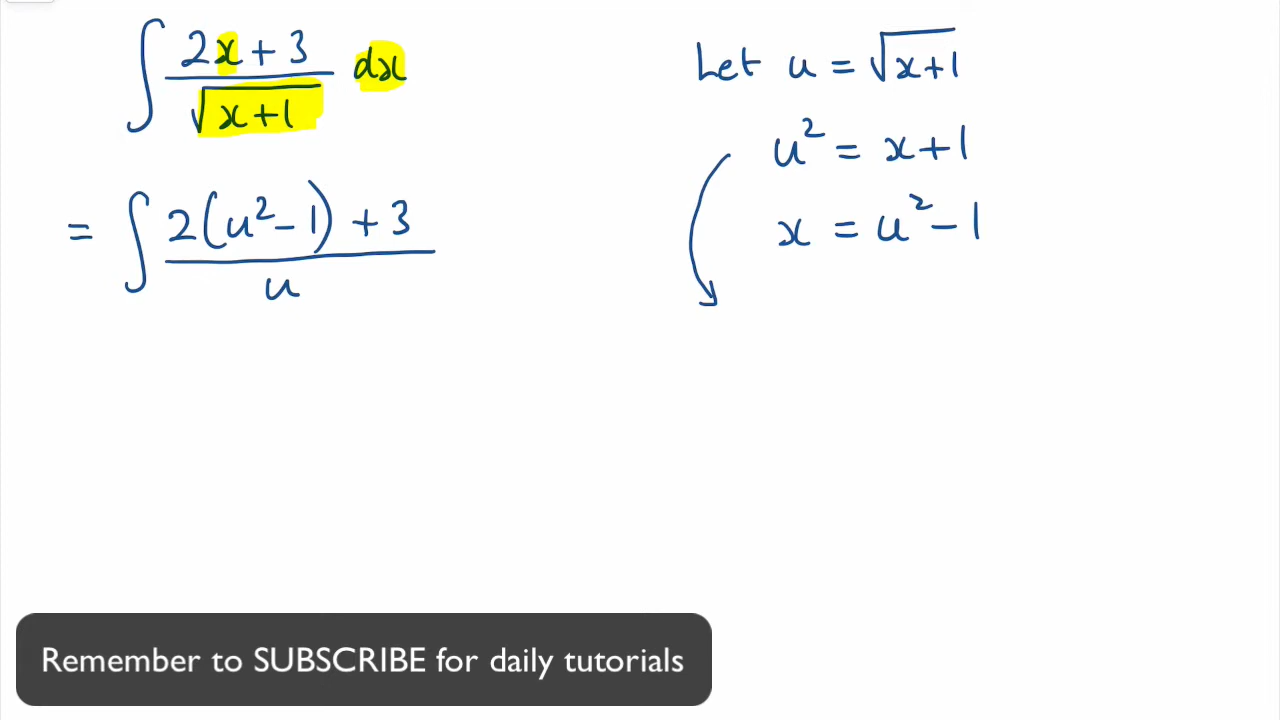 ∫ (2x + 3)/√(x+1) dx
= ∫ (2(u² - 1) + 3)/u
Let u = √(x+1)
u² = x+1
x = u² - 1
Remember to SUBSCRIBE for daily tutorials